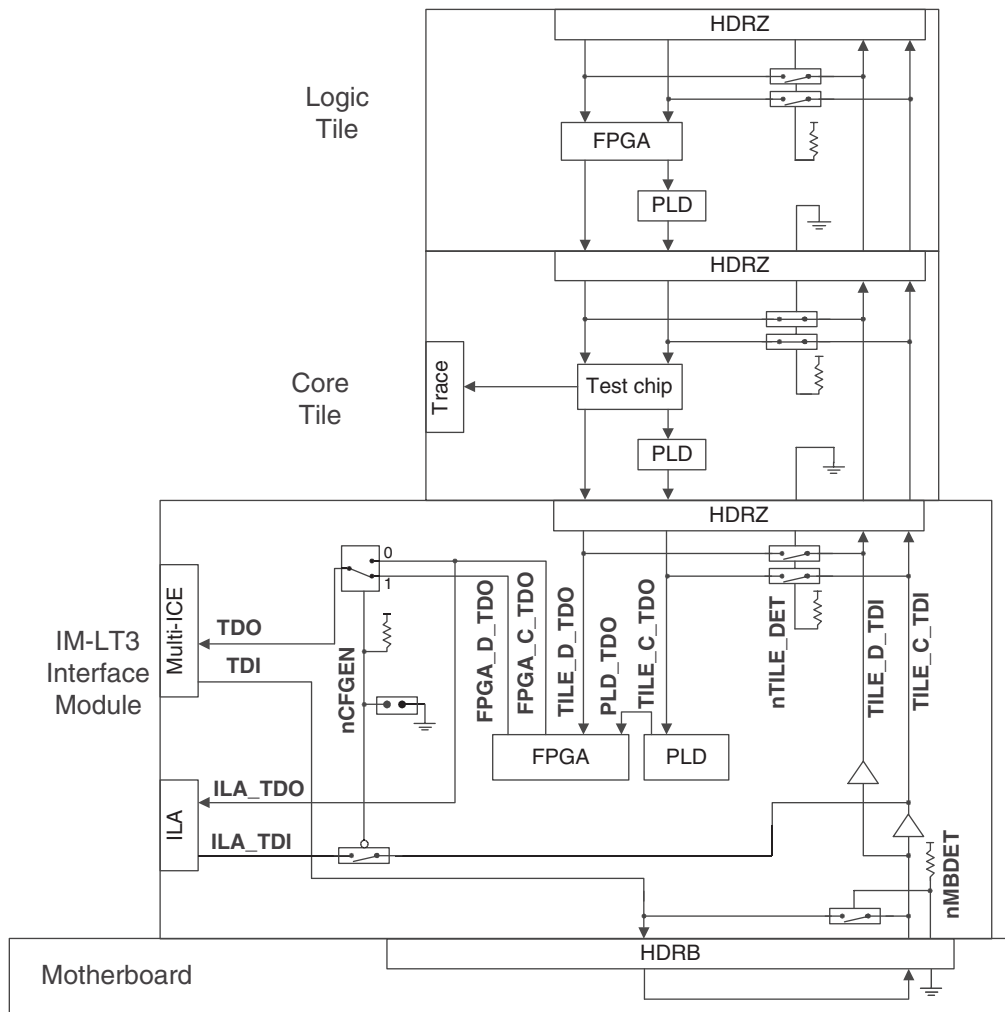 HDRZ
Logic
Tile
FPGA
PLD
HDRZ
Core
Tile
Trace
Test chip
PLD
HDRZ
IM-LT3
Interface
Module
Multi-ICE
TDO
TDI
0
1
nCFGEN
FPGA_D_TDO
FPGA_C_TDO
TILE_D_TDO
PLD_TDO
TILE_C_TDO
nTILE_DET
TILE_D_TDI
TILE_C_TDI
FPGA
PLD
ILA
ILA_TDO
ILA_TDI
nMBDET
Motherboard
HDRB